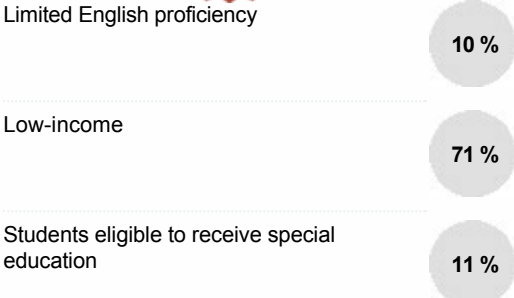 Limited English proficiency
10 %
Low-income
71 %
Students eligible to receive special
education
11 %